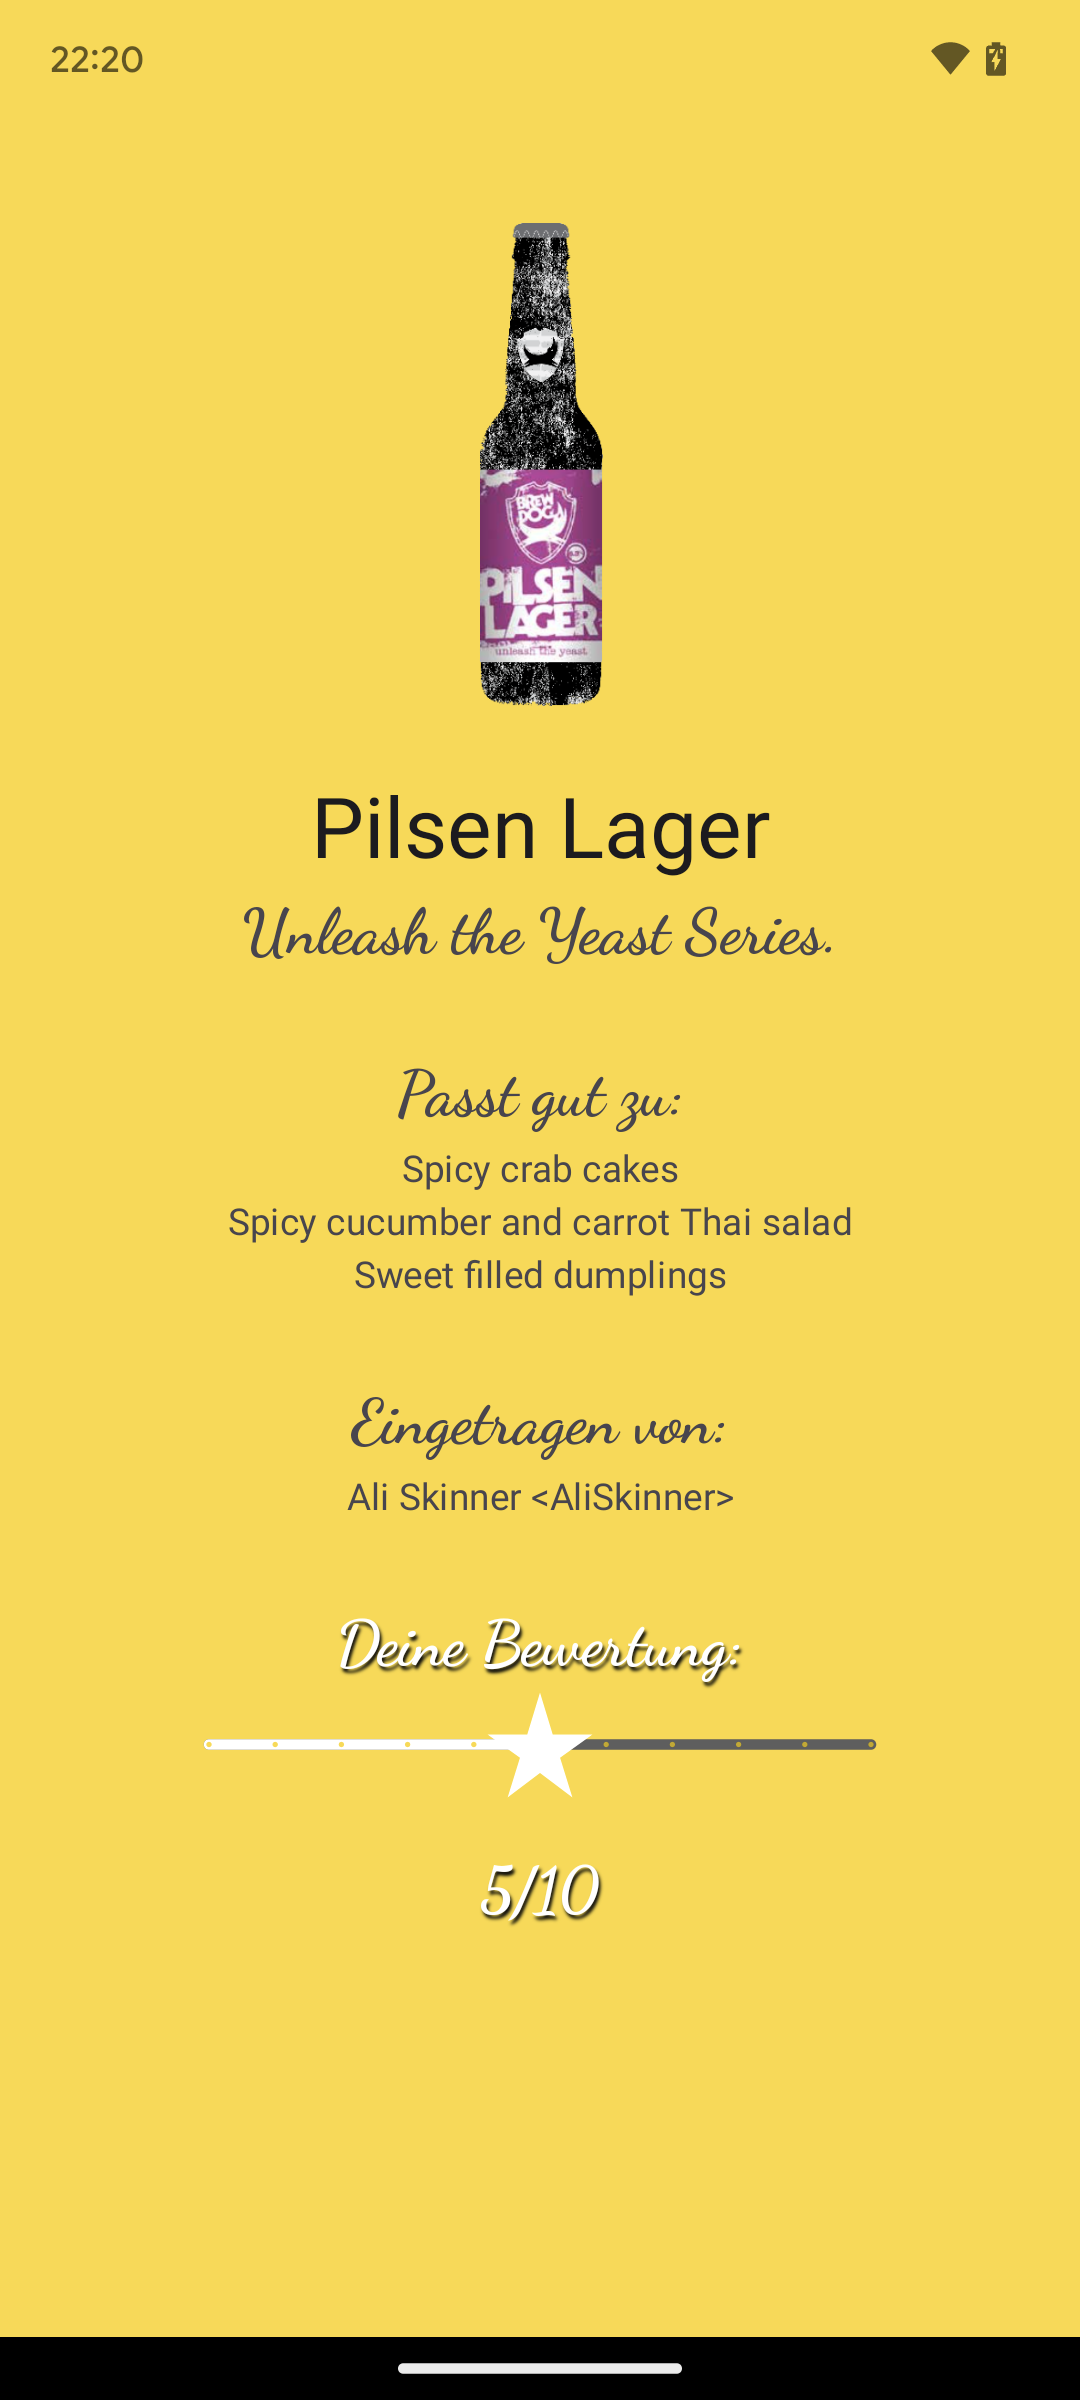 22:20
BREW
DOG
PILSEN
LAGER
unleash the yeast
Pilsen Lager
Unleash the Yeast Series.
Passt gut zu:
Spicy crab cakes
Spicy cucumber and carrot Thai salad
Sweet filled dumplings
Eingetragen von:
Ali Skinner <AliSkinner>
Deine Bewertung:
5/10